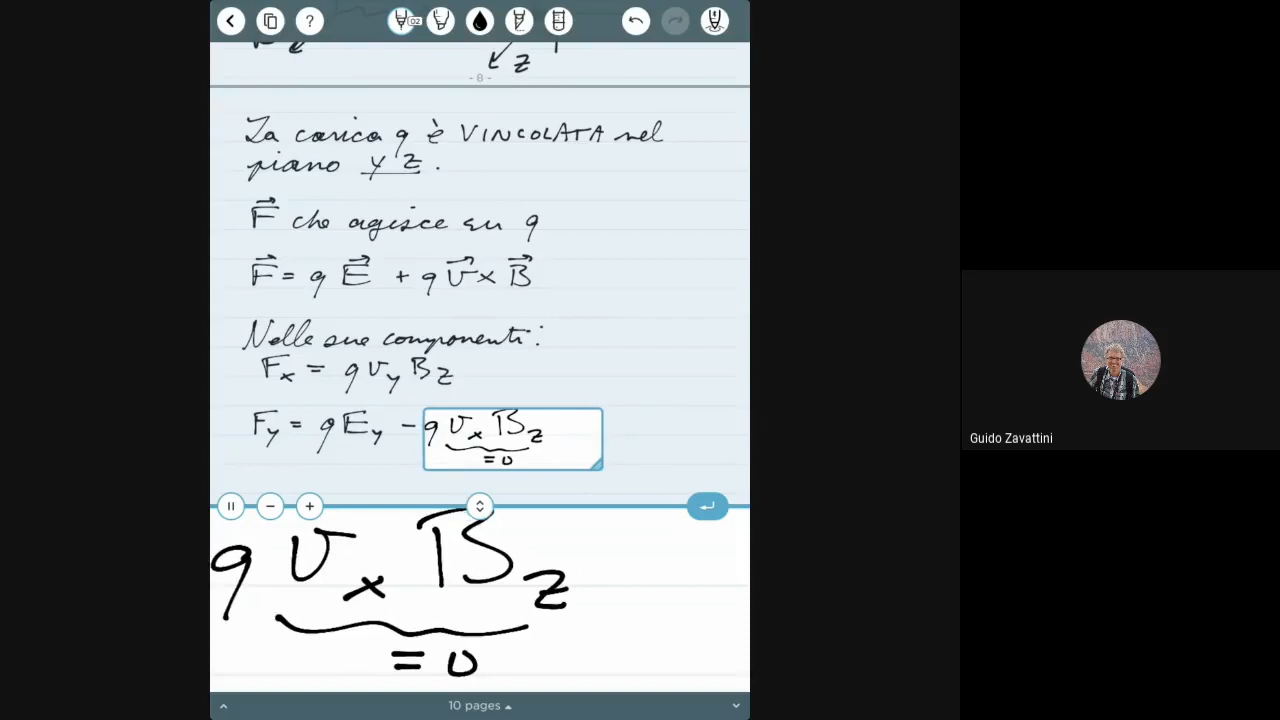 ?
02
z
- 8 -
La carica q è VINCOLATA nel
piano y z .
F⃗ che agisce su q
F⃗ = q E⃗ + q v⃗ x B⃗
Nelle sue componenti:
Fx = q vy Bz
Fy = q Ey - q vx Bz
= 0
q vx Bz
= 0
10 pages
Guido Zavattini